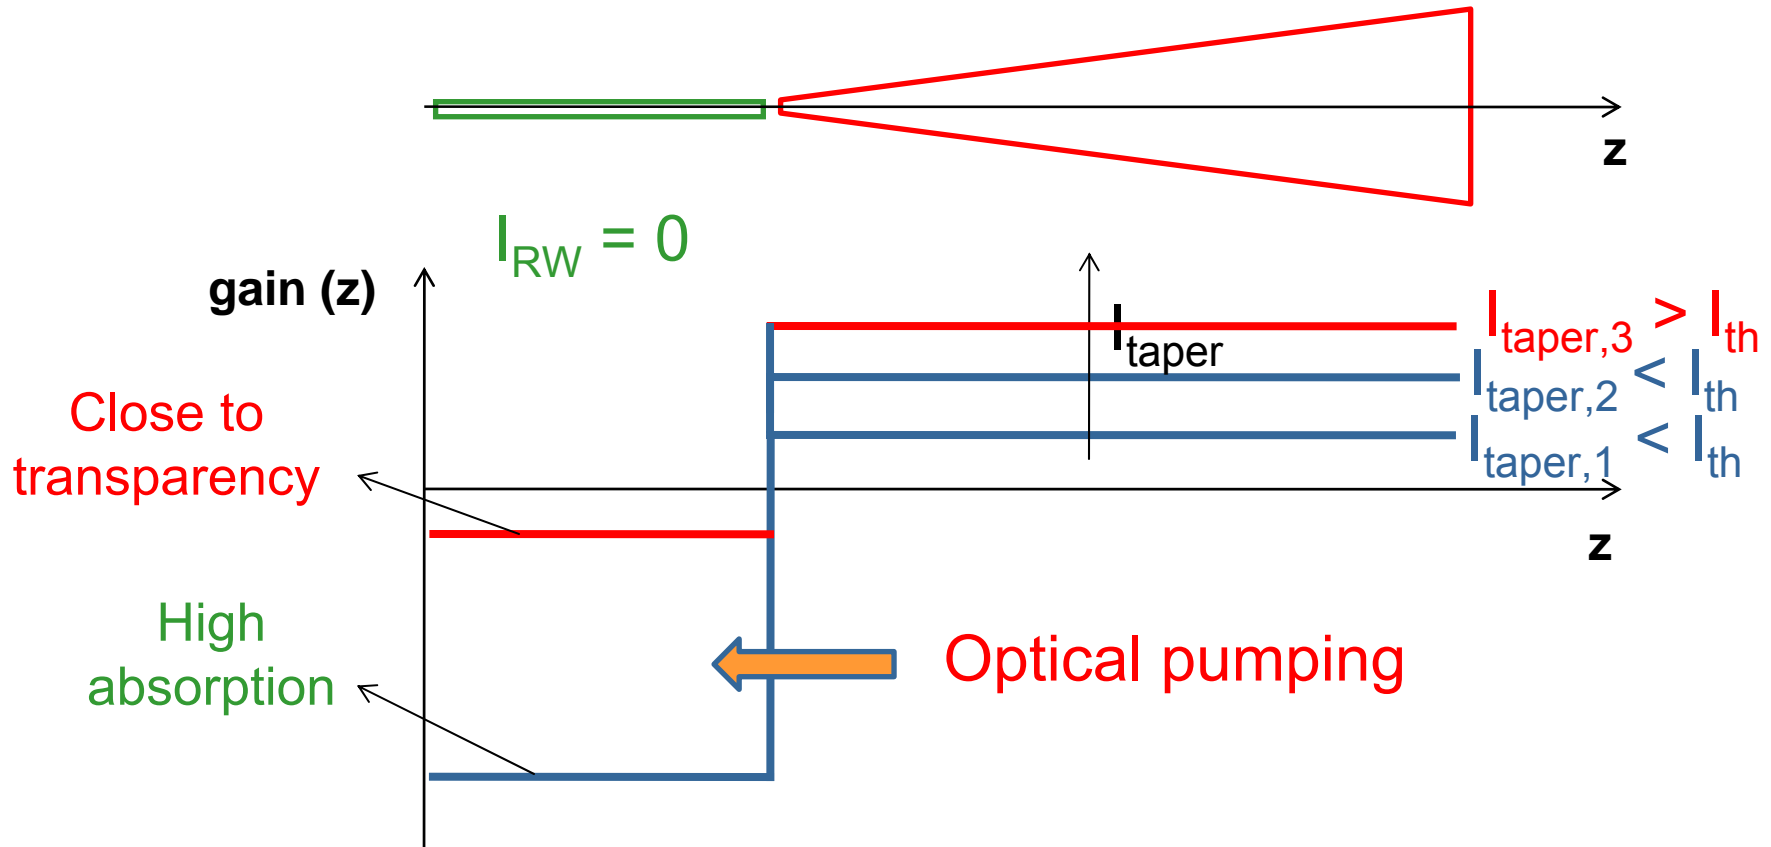 z
I_RW = 0
gain (z)
I_taper
I_taper,3 > I_th
I_taper,2 < I_th
I_taper,1 < I_th
Close to
transparency
z
High
absorption
Optical pumping